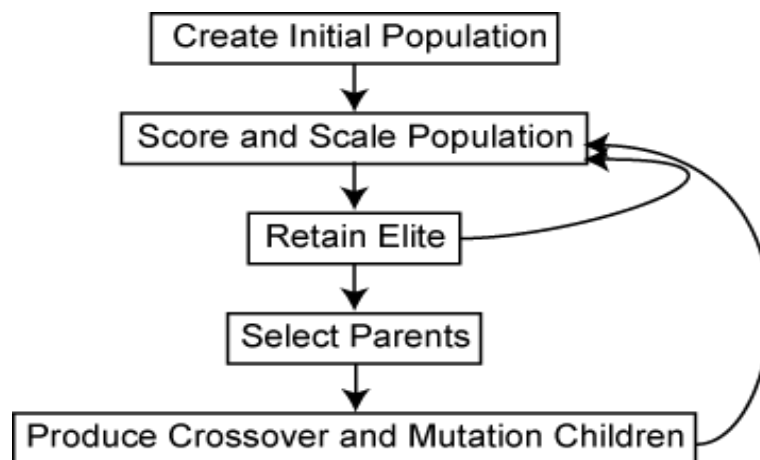 Create Initial Population
Score and Scale Population
Retain Elite
Select Parents
Produce Crossover and Mutation Children